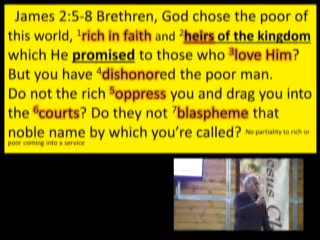 James 2:5-8 Brethren, God chose the poor of
this world, ¹rich in faith and ²heirs of the kingdom
which He promised to those who ³love Him?
But you have ⁴dishonored the poor man.
Do not the rich ⁵oppress you and drag you into
the ⁶courts? Do they not ⁷blaspheme that
noble name by which you’re called? No partiality to rich or
poor coming into a service